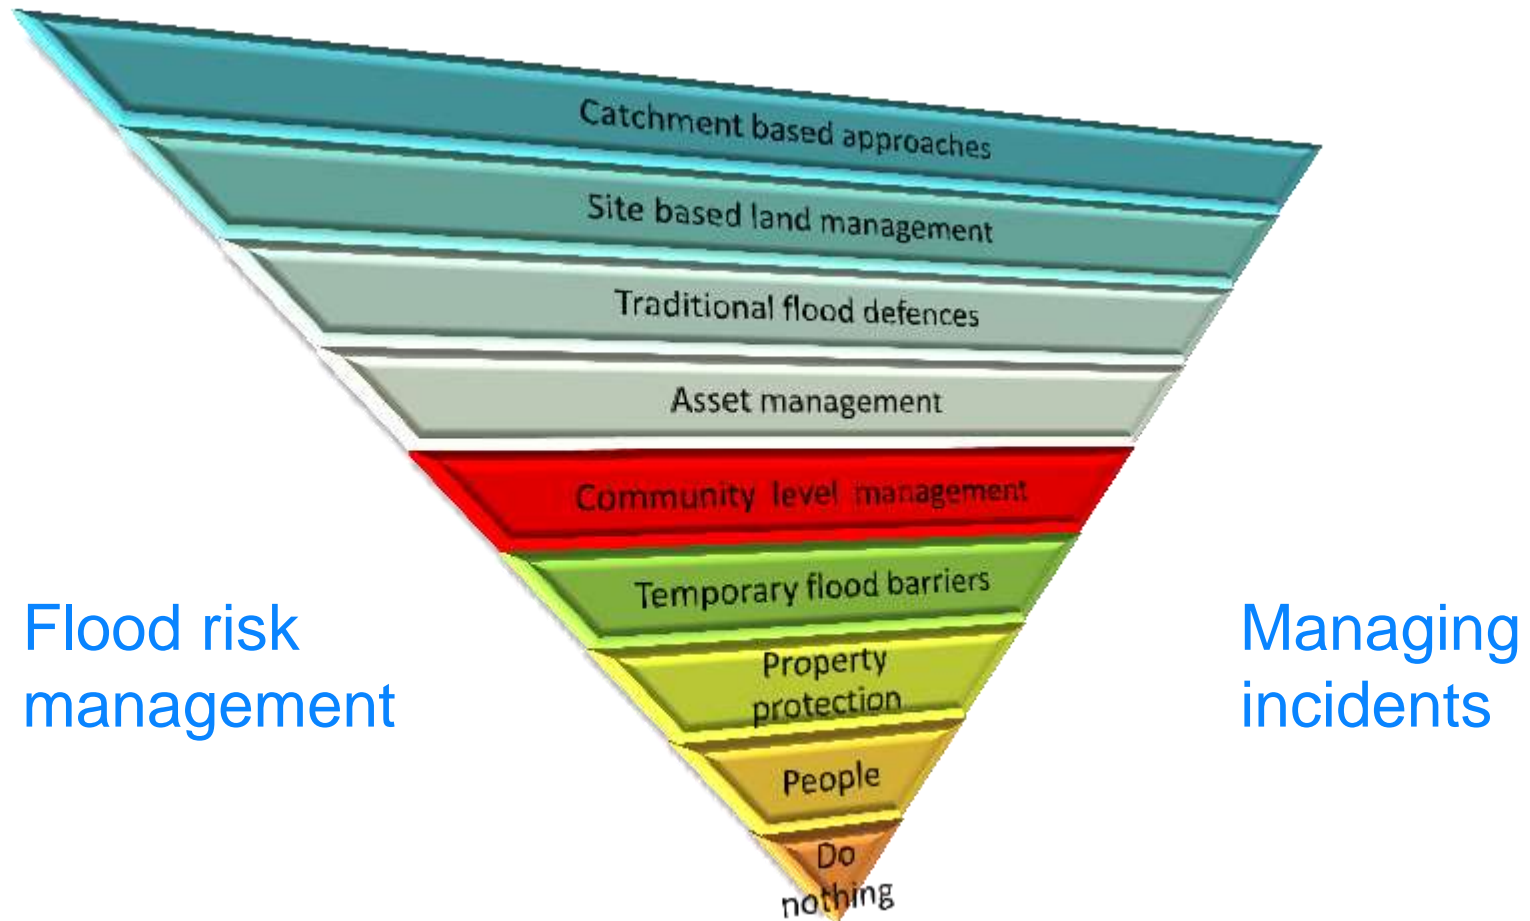 Catchment based approaches
Site based land management
Traditional flood defences
Asset management
Community level management
Temporary flood barriers
Property
protection
People
Do
nothing
Flood risk
management
Managing
incidents